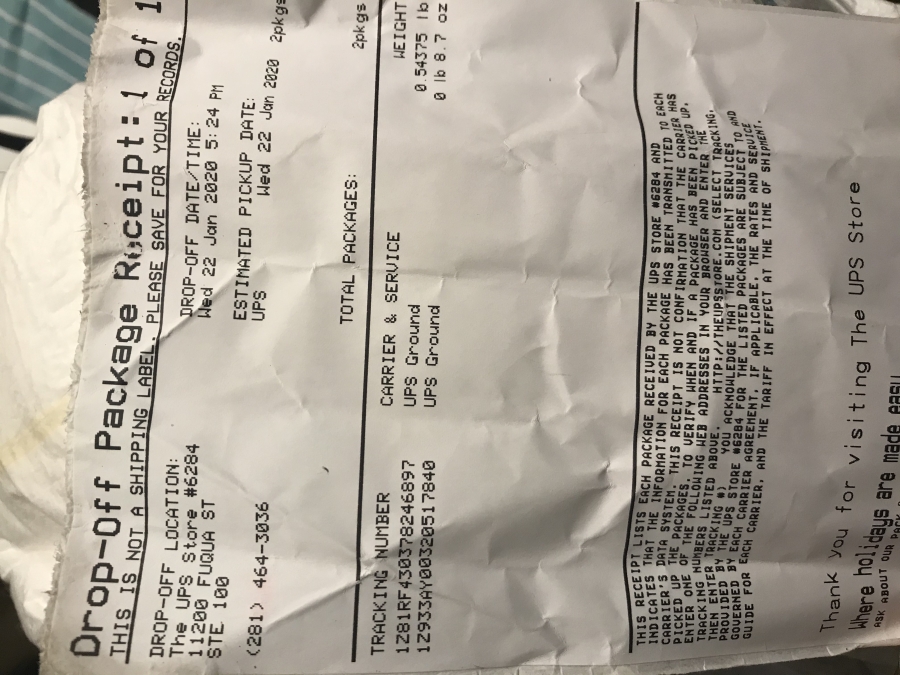 Drop-Off Package Receipt: 1 of 1
THIS IS NOT A SHIPPING LABEL. PLEASE SAVE FOR YOUR RECORDS.
DROP-OFF LOCATION:
The UPS Store #6284
11200 FUQUA ST
STE 100
(281) 464-3036
DROP-OFF DATE/TIME:
Wed 22 Jan 2020 5:24 PM
ESTIMATED PICKUP DATE:
UPS Wed 22 Jan 2020 2pkgs
TOTAL PACKAGES: 2pkgs
TRACKING NUMBER CARRIER & SERVICE WEIGHT
1Z81RF430378246897 UPS Ground 0.54375 lb
1Z933AY00320517840 UPS Ground 0 lb 8.7 oz
THIS RECEIPT LISTS EACH PACKAGE RECEIVED BY THE UPS STORE #6284 AND
INDICATES THAT THE INFORMATION FOR EACH PACKAGE HAS BEEN TRANSMITTED TO EACH
CARRIER'S DATA SYSTEM. THIS RECEIPT IS NOT CONFIRMATION THAT THE CARRIER HAS
PICKED UP THE PACKAGES. TO VERIFY WHEN AND IF A PACKAGE HAS BEEN PICKED UP,
ENTER ONE OF THE FOLLOWING WEB ADDRESSES IN YOUR BROWSER AND ENTER THE
TRACKING NUMBERS LISTED ABOVE. HTTP://THEUPSSTORE.COM (SELECT TRACKING,
THEN ENTER TRACKING #) YOU ACKNOWLEDGE THAT THE SHIPMENT SERVICES
PROVIDED BY THE UPS STORE #6284 FOR THE LISTED PACKAGES ARE SUBJECT TO AND
GOVERNED BY EACH CARRIER AGREEMENT, IF APPLICABLE, THE RATES AND SERVICE
GUIDE FOR EACH CARRIER, AND THE TARIFF IN EFFECT AT THE TIME OF SHIPMENT.
Thank you for visiting The UPS Store
Where holidays are made easy
ASK ABOUT OUR PACK